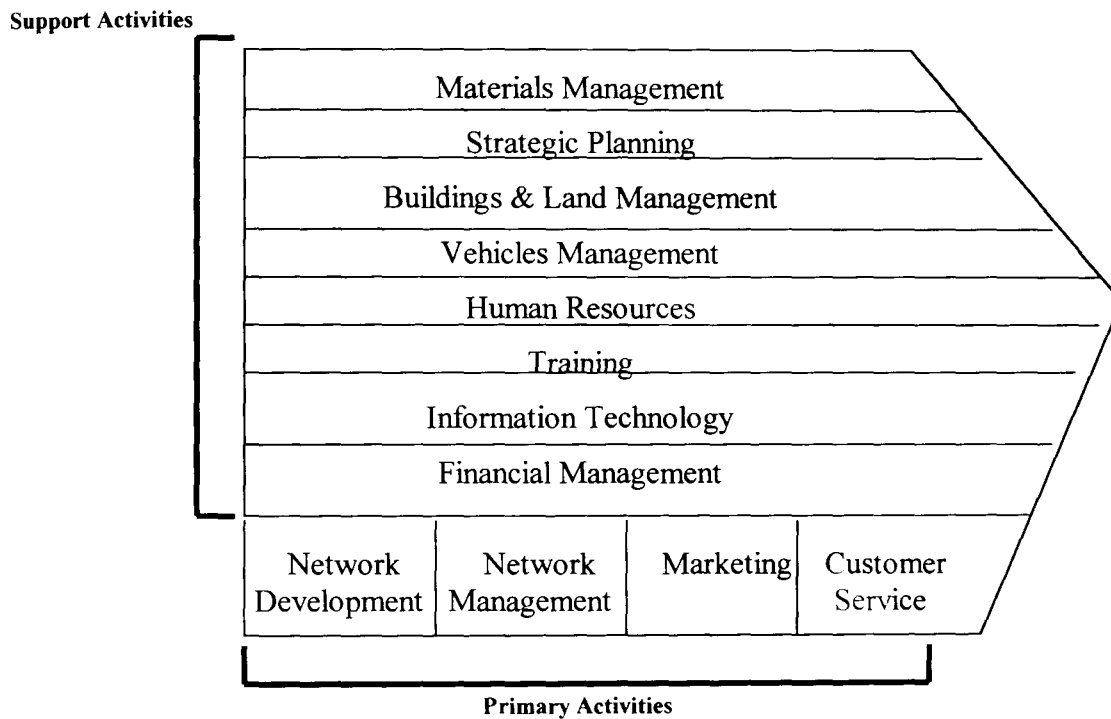 Support Activities
Materials Management
Strategic Planning
Buildings & Land Management
Vehicles Management
Human Resources
Training
Information Technology
Financial Management
Network
Development
Network
Management
Marketing
Customer
Service
Primary Activities